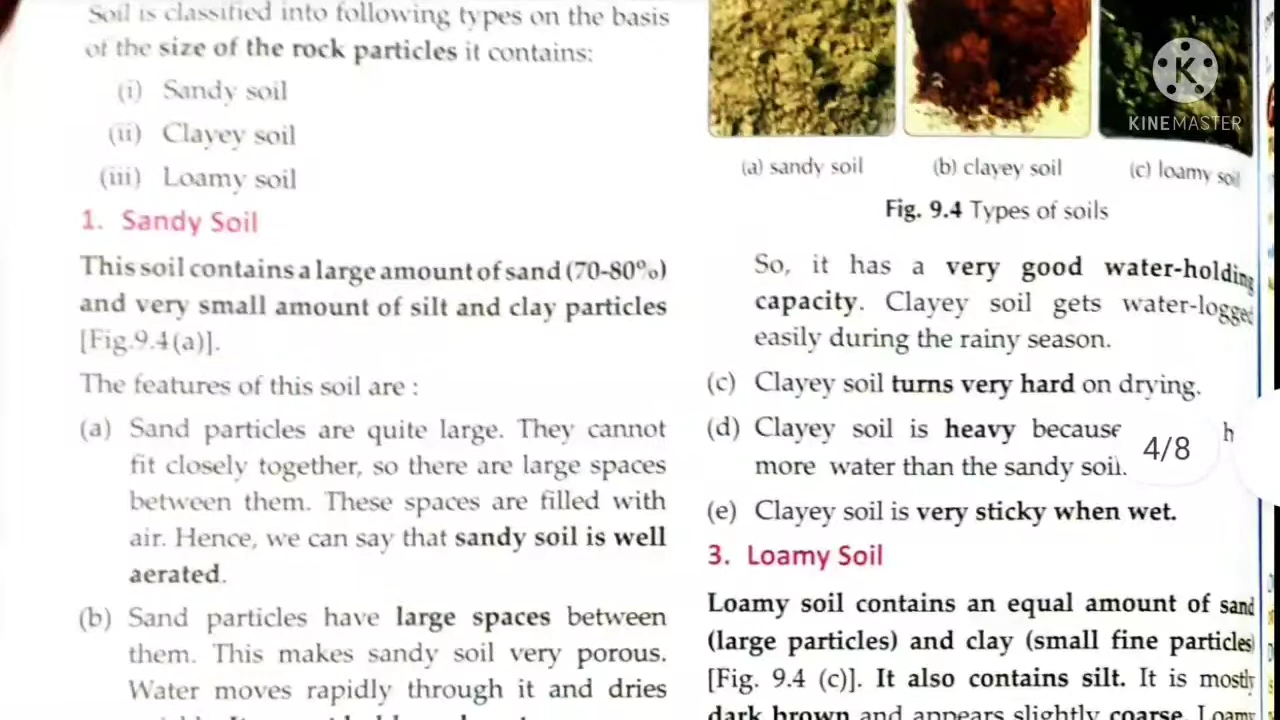 Soil is classified into following types on the basis
of the size of the rock particles it contains:
(i) Sandy soil
(ii) Clayey soil
(iii) Loamy soil
1. Sandy Soil
This soil contains a large amount of sand (70-80%)
and very small amount of silt and clay particles
[Fig.9.4(a)].
The features of this soil are :
(a) Sand particles are quite large. They cannot
fit closely together, so there are large spaces
between them. These spaces are filled with
air. Hence, we can say that sandy soil is well
aerated.
(b) Sand particles have large spaces between
them. This makes sandy soil very porous.
Water moves rapidly through it and dries
KINEMASTER
(a) sandy soil
(b) clayey soil
(c) loamy soil
Fig. 9.4 Types of soils
So, it has a very good water-holding
capacity. Clayey soil gets water-logged
easily during the rainy season.
(c) Clayey soil turns very hard on drying.
(d) Clayey soil is heavy because
more water than the sandy soil.
4/8
(e) Clayey soil is very sticky when wet.
3. Loamy Soil
Loamy soil contains an equal amount of sand
(large particles) and clay (small fine particles)
[Fig. 9.4 (c)]. It also contains silt. It is mostly
dark brown and appears slightly coarse. Loamy